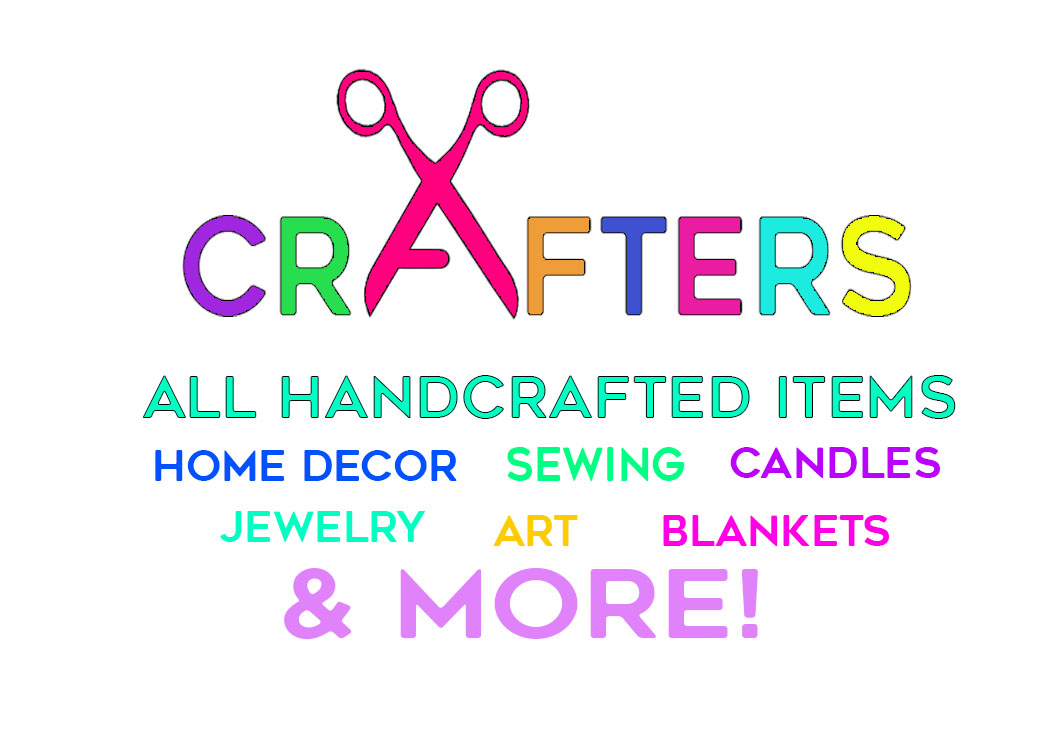 CRAFTERS
ALL HANDCRAFTED ITEMS
HOME DECOR SEWING CANDLES
JEWELRY ART BLANKETS
& MORE!